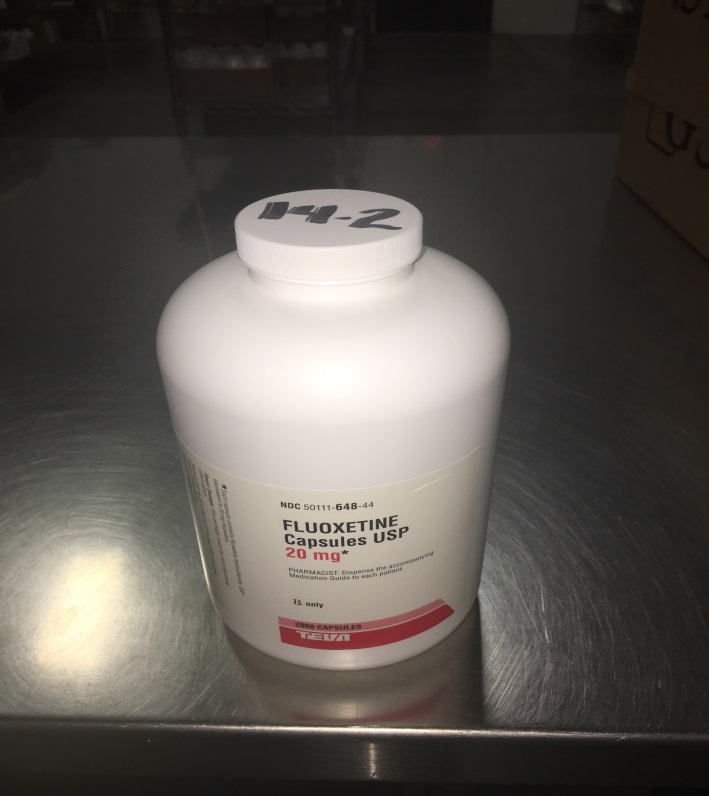 14-2
NDC 50111-648-44
FLUOXETINE
Capsules USP
20 mg*
PHARMACIST: Dispense the accompanying
Medication Guide to each patient.
℞ only
2000 CAPSULES
TEVA